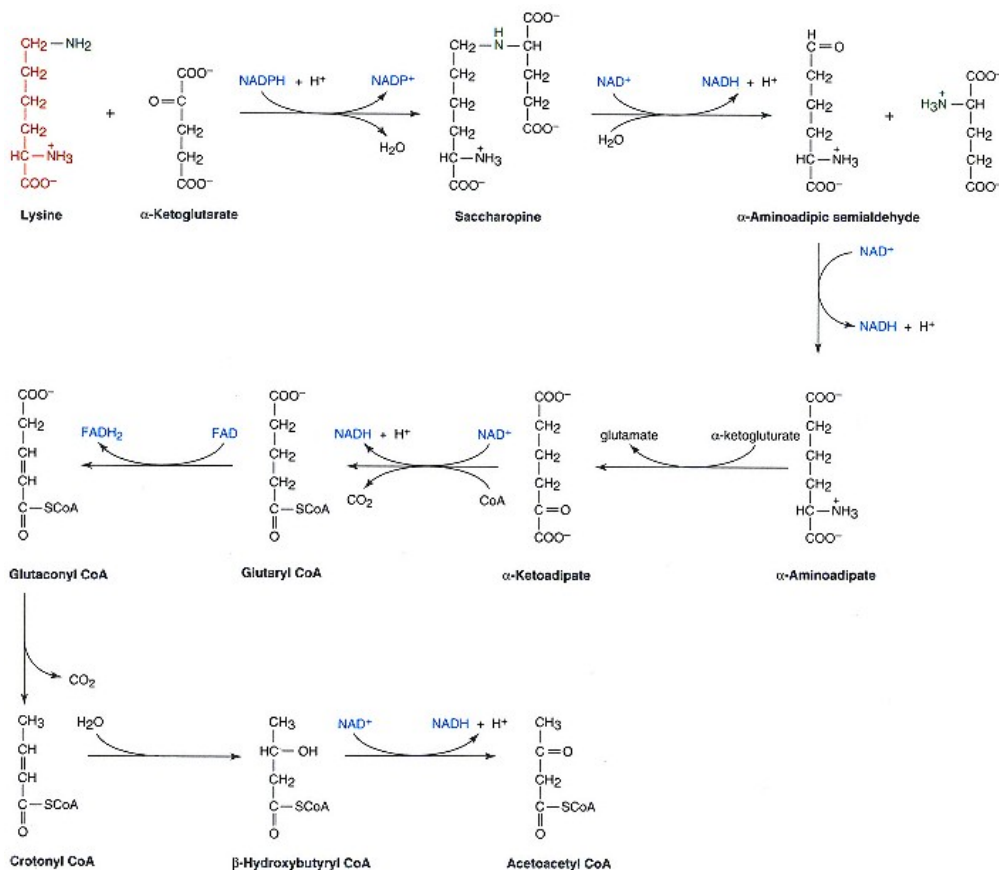 CH₂—NH₂
CH₂
CH₂
CH₂
HC—NH₃⁺
COO⁻
Lysine
+
COO⁻
O=C
CH₂
CH₂
COO⁻
α-Ketoglutarate
NADPH + H⁺
NADP⁺
H₂O
COO⁻
H
CH₂—N—CH
CH₂
CH₂
CH₂
CH₂
CH₂
COO⁻
HC—NH₃⁺
COO⁻
Saccharopine
NAD⁺
NADH + H⁺
H₂O
H
C=O
CH₂
CH₂
CH₂
HC—NH₃⁺
COO⁻
α-Aminoadipic semialdehyde
+
COO⁻
H₃N⁺—CH
CH₂
CH₂
COO⁻
NAD⁺
NADH + H⁺
COO⁻
CH₂
CH₂
CH₂
HC—NH₃⁺
COO⁻
α-Aminoadipate
α-ketogluturate
glutamate
COO⁻
CH₂
CH₂
CH₂
C=O
COO⁻
α-Ketoadipate
NAD⁺
NADH + H⁺
CoA
CO₂
COO⁻
CH₂
CH₂
CH₂
C—SCoA
O
Glutaryl CoA
FAD
FADH₂
COO⁻
CH₂
CH
CH
C—SCoA
O
Glutaconyl CoA
CO₂
CH₃
CH
CH
C—SCoA
O
Crotonyl CoA
H₂O
CH₃
HC—OH
CH₂
C—SCoA
O
β-Hydroxybutyryl CoA
NAD⁺
NADH + H⁺
CH₃
C=O
CH₂
C—SCoA
O
Acetoacetyl CoA